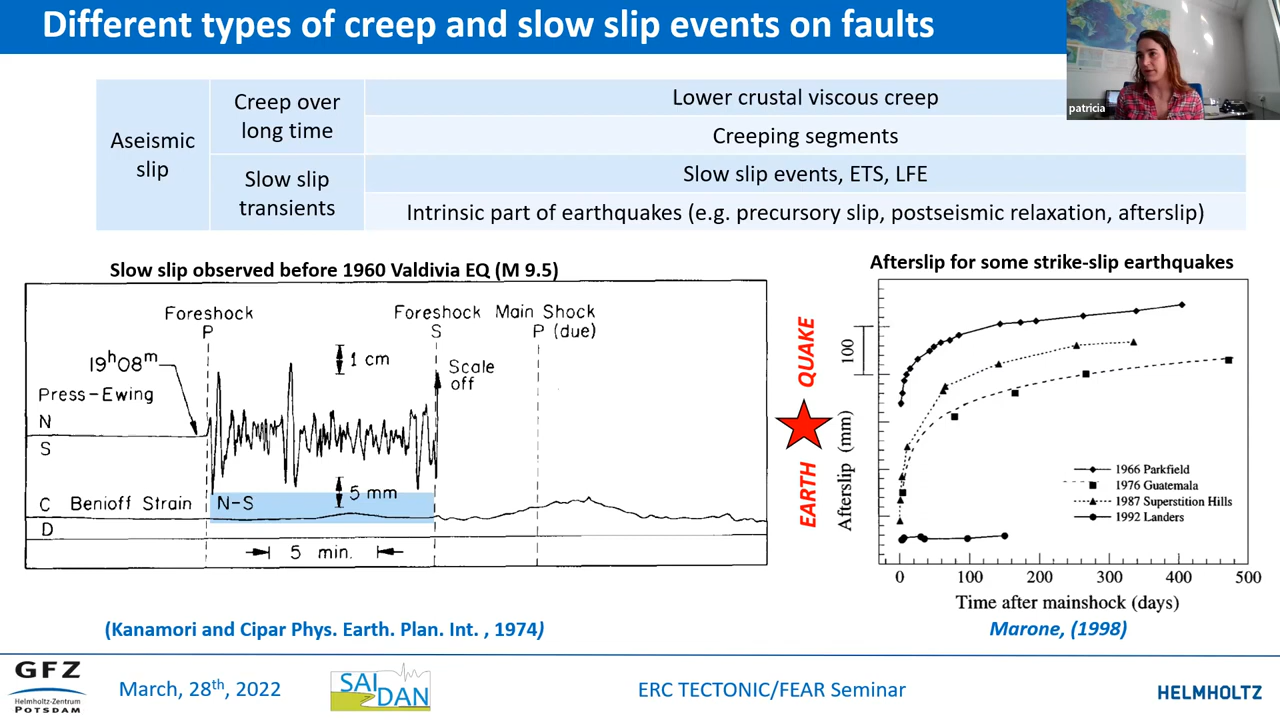 Different types of creep and slow slip events on faults
patricia
Aseismic
slip
Creep over
long time
Lower crustal viscous creep
Creeping segments
Slow slip
transients
Slow slip events, ETS, LFE
Intrinsic part of earthquakes (e.g. precursory slip, postseismic relaxation, afterslip)
Slow slip observed before 1960 Valdivia EQ (M 9.5)
Foreshock
P
Foreshock
S
Main Shock
P (due)
19h08m
1 cm
Scale
off
Press-Ewing
N
S
5 mm
C Benioff Strain N-S
D
5 min.
(Kanamori and Cipar Phys. Earth. Plan. Int. , 1974)
EARTH QUAKE
Afterslip for some strike-slip earthquakes
100
Afterslip (mm)
1966 Parkfield
1976 Guatemala
1987 Superstition Hills
1992 Landers
0 100 200 300 400 500
Time after mainshock (days)
Marone, (1998)
GFZ
Helmholtz-Zentrum
POTSDAM
March, 28th, 2022
SAI
DAN
ERC TECTONIC/FEAR Seminar
HELMHOLTZ